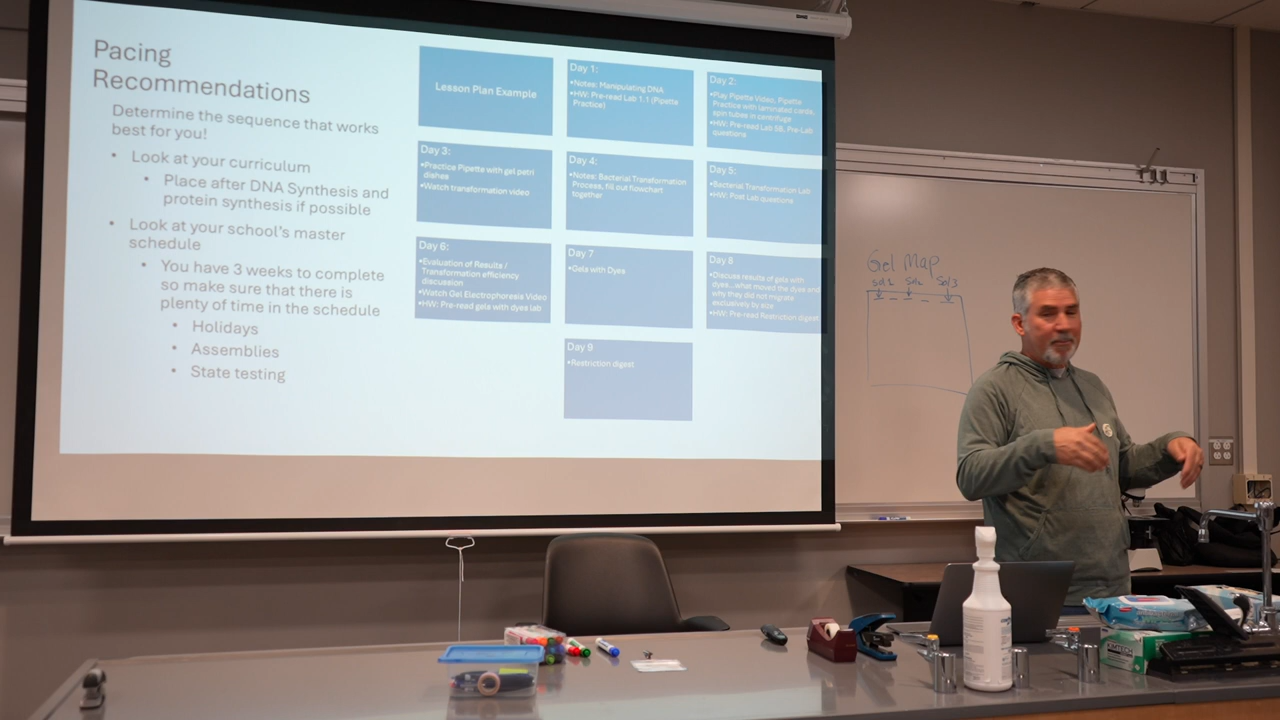 Pacing
Recommendations
Determine the sequence that works
best for you!
• Look at your curriculum
• Place after DNA Synthesis and
protein synthesis if possible
• Look at your school's master
schedule
• You have 3 weeks to complete
so make sure that there is
plenty of time in the schedule
• Holidays
• Assemblies
• State testing
Lesson Plan Example
Day 1:
•Notes: Manipulating DNA
•HW: Pre-read Lab 1.1 (Pipette
Practice)
Day 2:
•Play Pipette Video, Pipette
Practice with laminated cards;
spin tubes in centrifuge
•HW: Pre-read Lab 5B, Pre-Lab
questions
Day 3:
•Practice Pipette with gel petri
dishes
•Watch transformation video
Day 4:
•Notes: Bacterial Transformation
Process, fill out flowchart
together
Day 5:
•Bacterial Transformation Lab
•HW: Post Lab questions
Day 6:
•Evaluation of Results /
Transformation efficiency
discussion
•Watch Gel Electrophoresis Video
•HW: Pre-read gels with dye lab
Day 7
•Gels with Dyes
Day 8
•Discuss results of gels with
dyes...what moved the dye and
why they did not migrate
exclusively by size
•HW: Pre-read Restriction digest
Day 9
•Restriction digest
Gel Map
Sol 1 Sol 2 Sol 3
KIMTECH